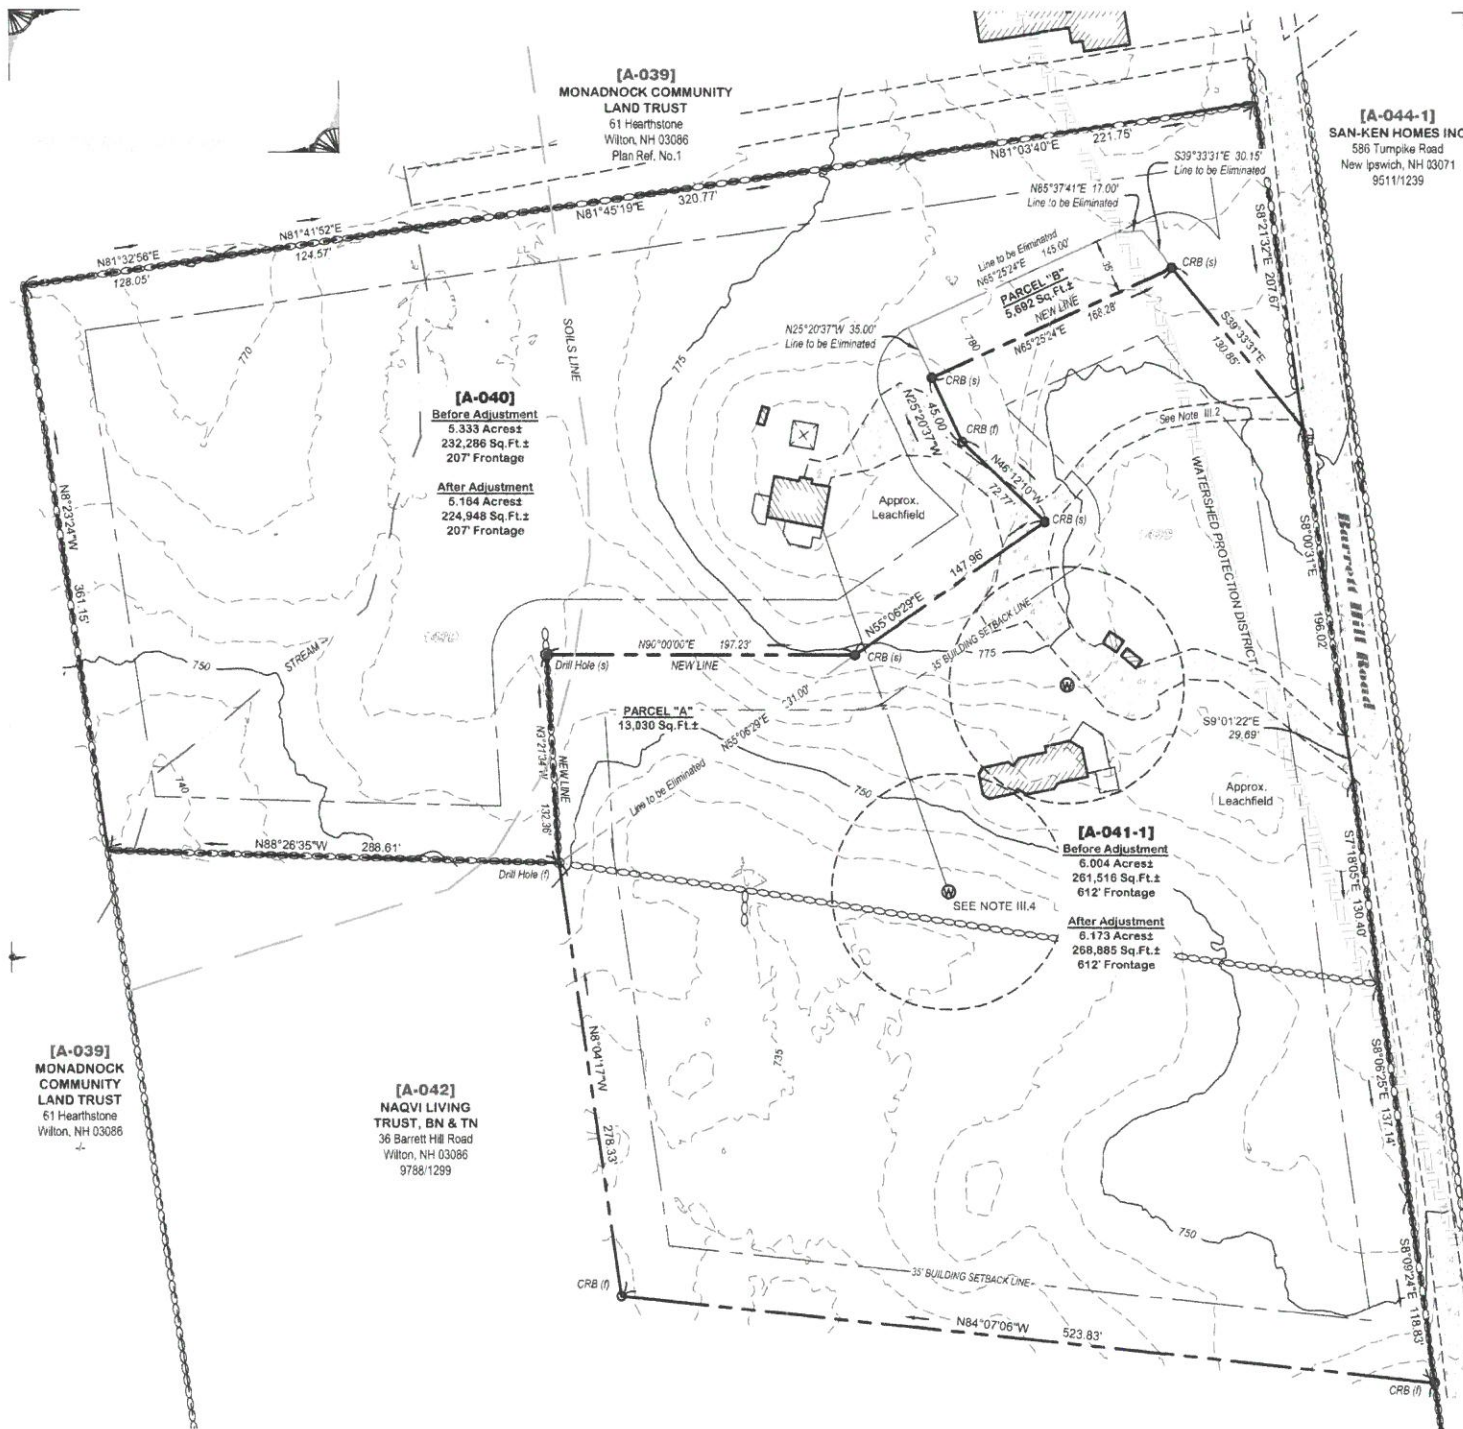 [A-039]
MONADNOCK COMMUNITY
LAND TRUST
61 Hearthstone
Wilton, NH 03086
Plan Ref. No.1
[A-044-1]
SAN-KEN HOMES INC
586 Turnpike Road
New Ipswich, NH 03071
9511/1239
N81°03'40"E 221.75'
S39°33'31"E 30.15'
Line to be Eliminated
N65°37'41"E 17.00'
Line to be Eliminated
N81°45'19"E 320.77'
N81°41'52"E
124.57'
N81°32'56"E
128.05'
S8°21'32"E 207.67'
Line to be Eliminated
N65°25'24"E 145.00'
35'
CRB (s)
PARCEL "B"
5,692 Sq.Ft.±
NEW LINE
N65°25'24"E 168.28'
780
S39°33'31"E
130.85'
N25°20'37"W 35.00'
Line to be Eliminated
SOILS LINE
770
775
CRB (s)
45.00
N25°20'37"W
CRB (f)
See Note III.2
[A-040]
Before Adjustment
5.333 Acres±
232,286 Sq.Ft.±
207' Frontage
After Adjustment
5.164 Acres±
224,948 Sq.Ft.±
207' Frontage
N46°12'10"W
72.77'
Approx.
Leachfield
CRB (s)
WATERSHED PROTECTION DISTRICT
N8°23'24"W 361.15'
S8°00'31"E 196.02'
Barrett Hill Road
147.96'
N55°06'29"E
35' BUILDING SETBACK LINE
775
STREAM
750
N90°00'00"E 197.23'
NEW LINE
Drill Hole (s)
CRB (s)
W
PARCEL "A"
13,030 Sq.Ft.±
N55°06'29"E 231.00'
Line to be Eliminated
S9°01'22"E
29.69'
N3°21'34"W 132.36'
NEW LINE
740
750
Approx.
Leachfield
N88°26'35"W 288.61'
Drill Hole (f)
[A-041-1]
Before Adjustment
6.004 Acres±
261,516 Sq.Ft.±
612' Frontage
After Adjustment
6.173 Acres±
268,885 Sq.Ft.±
612' Frontage
S7°18'05"E 130.40'
W
SEE NOTE III.4
[A-039]
MONADNOCK
COMMUNITY
LAND TRUST
61 Hearthstone
Wilton, NH 03086
[A-042]
NAQVI LIVING
TRUST, BN & TN
36 Barrett Hill Road
Wilton, NH 03086
9788/1299
N8°04'17"W 278.33'
735
S8°06'25"E 137.14'
750
35' BUILDING SETBACK LINE
S8°09'24"E 118.83'
CRB (f)
N84°07'06"W 523.83'
CRB (f)